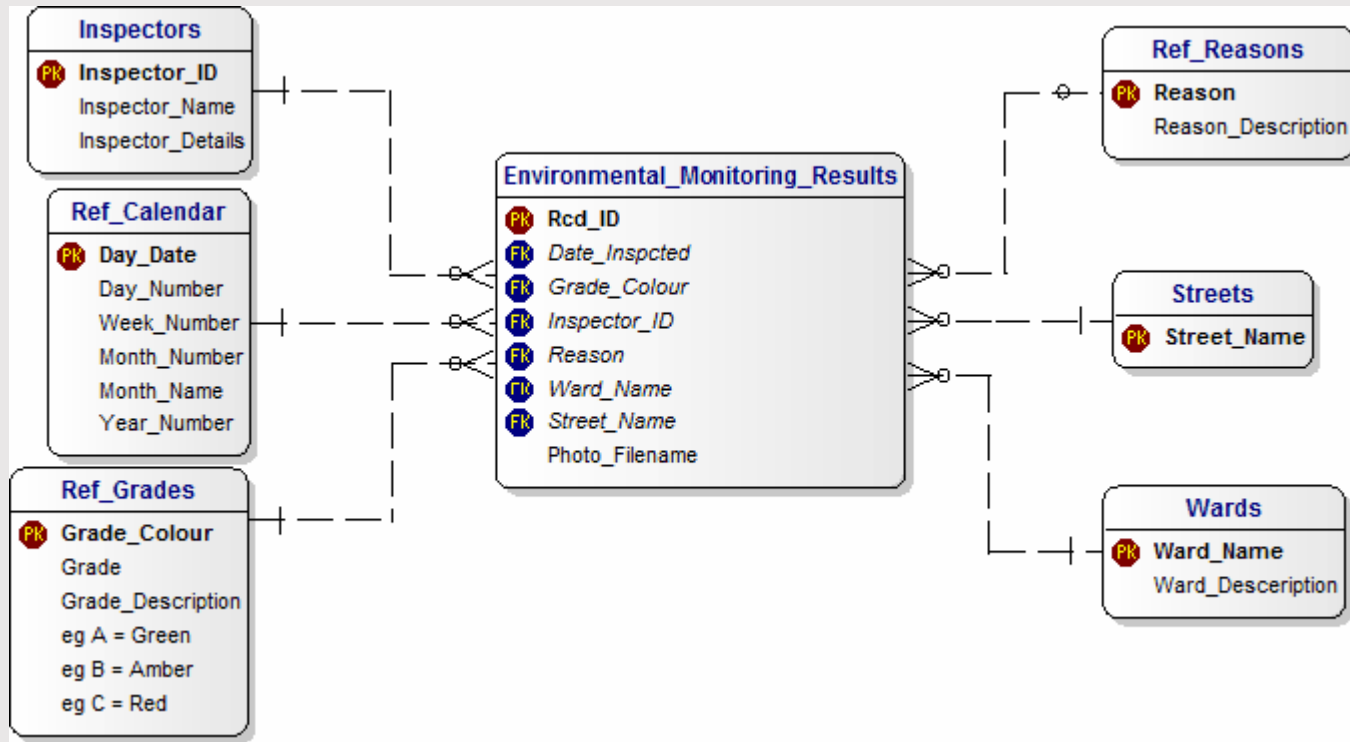 Inspectors
PK Inspector_ID
Inspector_Name
Inspector_Details
Ref_Calendar
PK Day_Date
Day_Number
Week_Number
Month_Number
Month_Name
Year_Number
Ref_Grades
PK Grade_Colour
Grade
Grade_Description
eg A = Green
eg B = Amber
eg C = Red
Environmental_Monitoring_Results
PK Rcd_ID
FK Date_Inspcted
FK Grade_Colour
FK Inspector_ID
FK Reason
FK Ward_Name
FK Street_Name
Photo_Filename
Ref_Reasons
PK Reason
Reason_Description
Streets
PK Street_Name
Wards
PK Ward_Name
Ward_Desceription